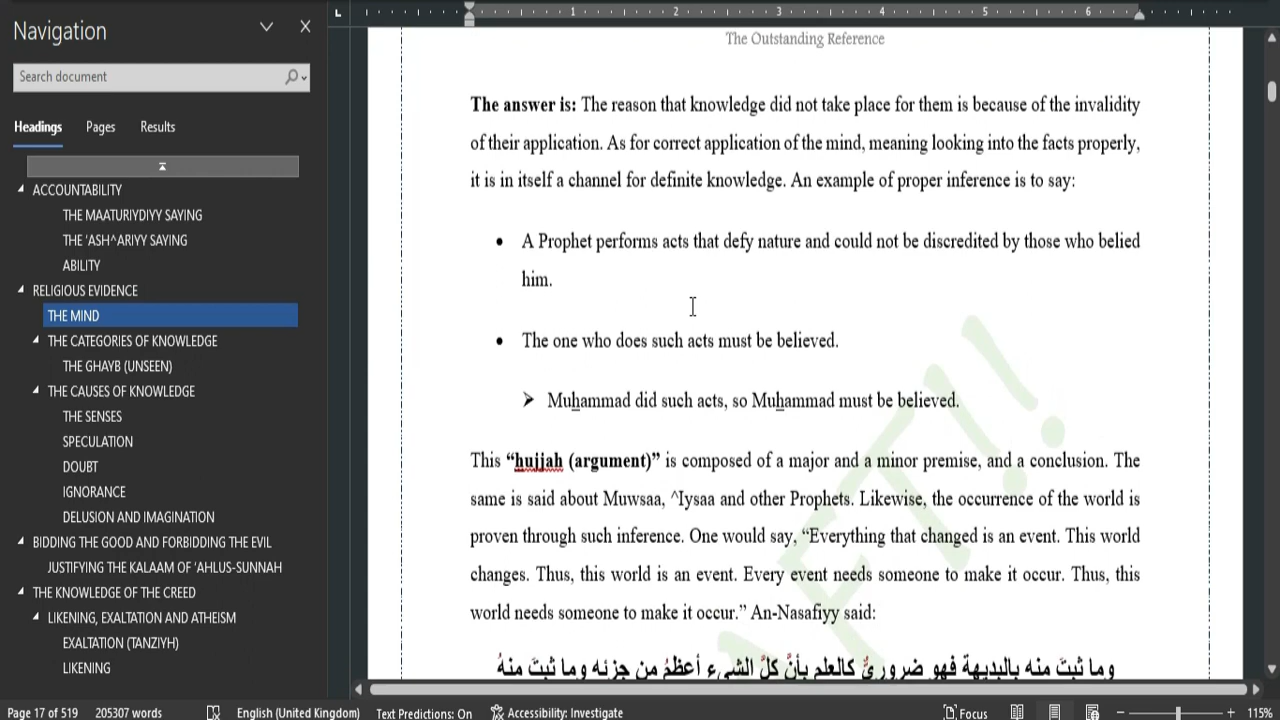 Navigation
Search document
Headings Pages Results
ACCOUNTABILITY
THE MAATURIYDIYY SAYING
THE 'ASH^ARIYY SAYING
ABILITY
RELIGIOUS EVIDENCE
THE MIND
THE CATEGORIES OF KNOWLEDGE
THE GHAYB (UNSEEN)
THE CAUSES OF KNOWLEDGE
THE SENSES
SPECULATION
DOUBT
IGNORANCE
DELUSION AND IMAGINATION
BIDDING THE GOOD AND FORBIDDING THE EVIL
JUSTIFYING THE KALAAM OF 'AHLUS-SUNNAH
THE KNOWLEDGE OF THE CREED
LIKENING, EXALTATION AND ATHEISM
EXALTATION (TANZIYH)
LIKENING
1 2 3 4 5 6
The Outstanding Reference
The answer is: The reason that knowledge did not take place for them is because of the invalidity
of their application. As for correct application of the mind, meaning looking into the facts properly,
it is in itself a channel for definite knowledge. An example of proper inference is to say:
• A Prophet performs acts that defy nature and could not be discredited by those who belied
him.
• The one who does such acts must be believed.
➤ Muhammad did such acts, so Muhammad must be believed.
This “hujjah (argument)” is composed of a major and a minor premise, and a conclusion. The
same is said about Muwsaa, ^Iysaa and other Prophets. Likewise, the occurrence of the world is
proven through such inference. One would say, “Everything that changed is an event. This world
changes. Thus, this world is an event. Every event needs someone to make it occur. Thus, this
world needs someone to make it occur.” An-Nasafiyy said:
وما ثبتَ منه بالبديهة فهو ضروريٌّ كالعلم بأنَّ كلَّ الشيء أعظمُ من جزئه وما ثبتَ منهُ
Page 17 of 519 205307 words English (United Kingdom) Text Predictions: On Accessibility: Investigate Focus 115%